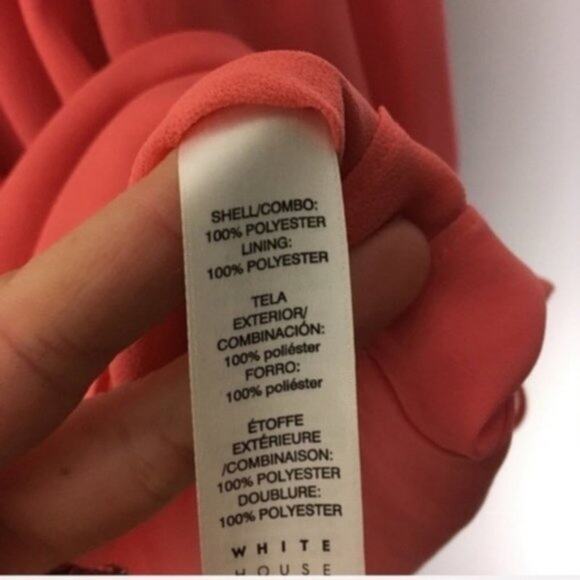 SHELL/COMBO:
100% POLYESTER
LINING:
100% POLYESTER
TELA
EXTERIOR/
COMBINACIÓN:
100% poliéster
FORRO:
100% poliéster
ÉTOFFE
EXTÉRIEURE
/COMBINAISON:
100% POLYESTER
DOUBLURE:
100% POLYESTER
WHITE
HOUSE